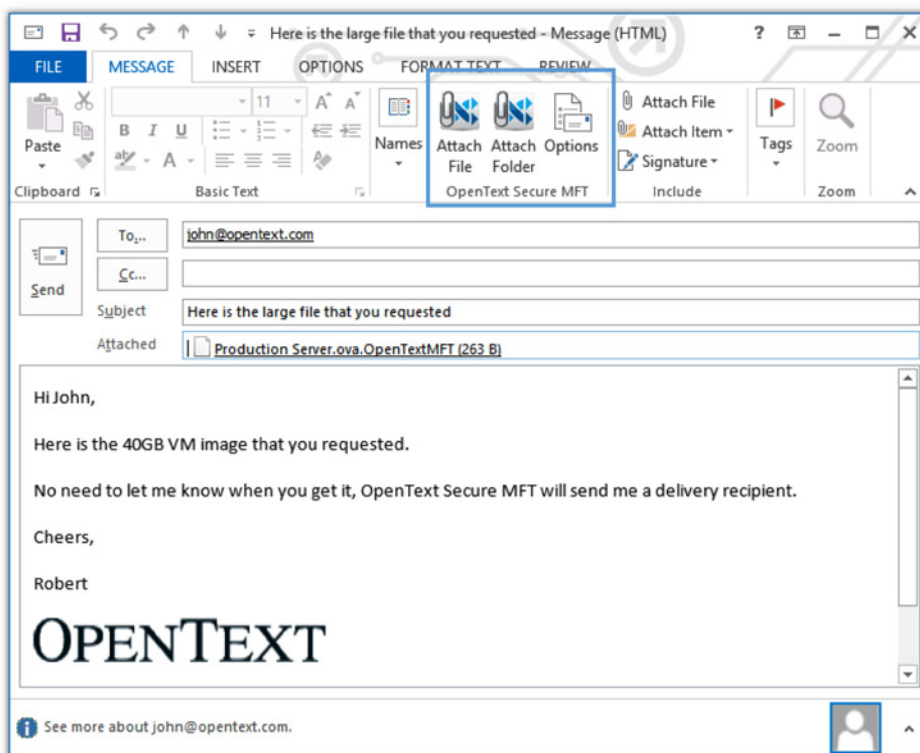 Here is the large file that you requested - Message (HTML)
?
FILE MESSAGE INSERT OPTIONS FORMAT TEXT REVIEW
Paste
Clipboard
11 A A
B I U
ab A
Basic Text
Names
Attach File
Attach Folder
Options
OpenText Secure MFT
Attach File
Attach Item
Signature
Include
Tags
Zoom
Zoom
Send
To... john@opentext.com
Cc...
Subject Here is the large file that you requested
Attached Production Server.ova.OpenTextMFT (263 B)
Hi John,
Here is the 40GB VM image that you requested.
No need to let me know when you get it, OpenText Secure MFT will send me a delivery recipient.
Cheers,
Robert
OPENTEXT
See more about john@opentext.com.